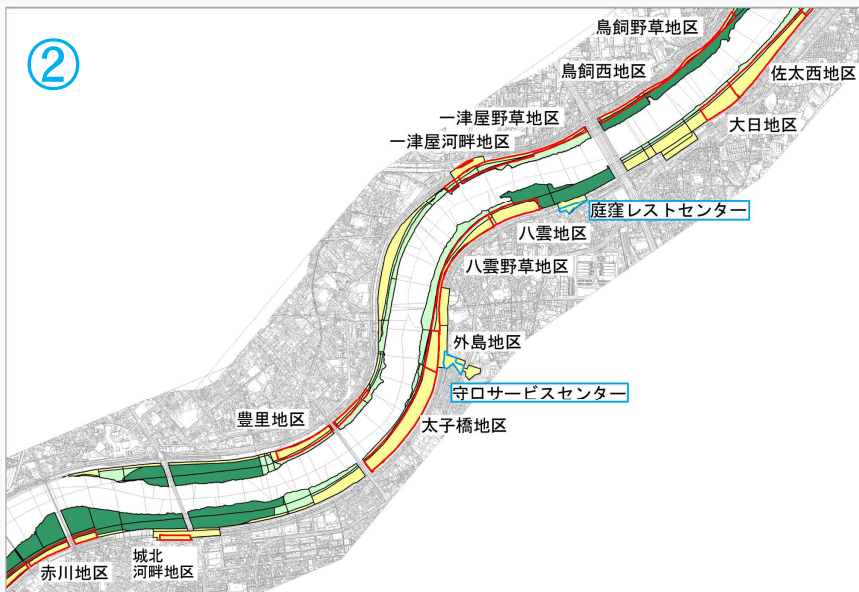 ②
鳥飼野草地区
鳥飼西地区
佐太西地区
一津屋野草地区
大日地区
一津屋河畔地区
庭窪レストセンター
八雲地区
八雲野草地区
外島地区
守口サービスセンター
豊里地区
太子橋地区
赤川地区
城北
河畔地区